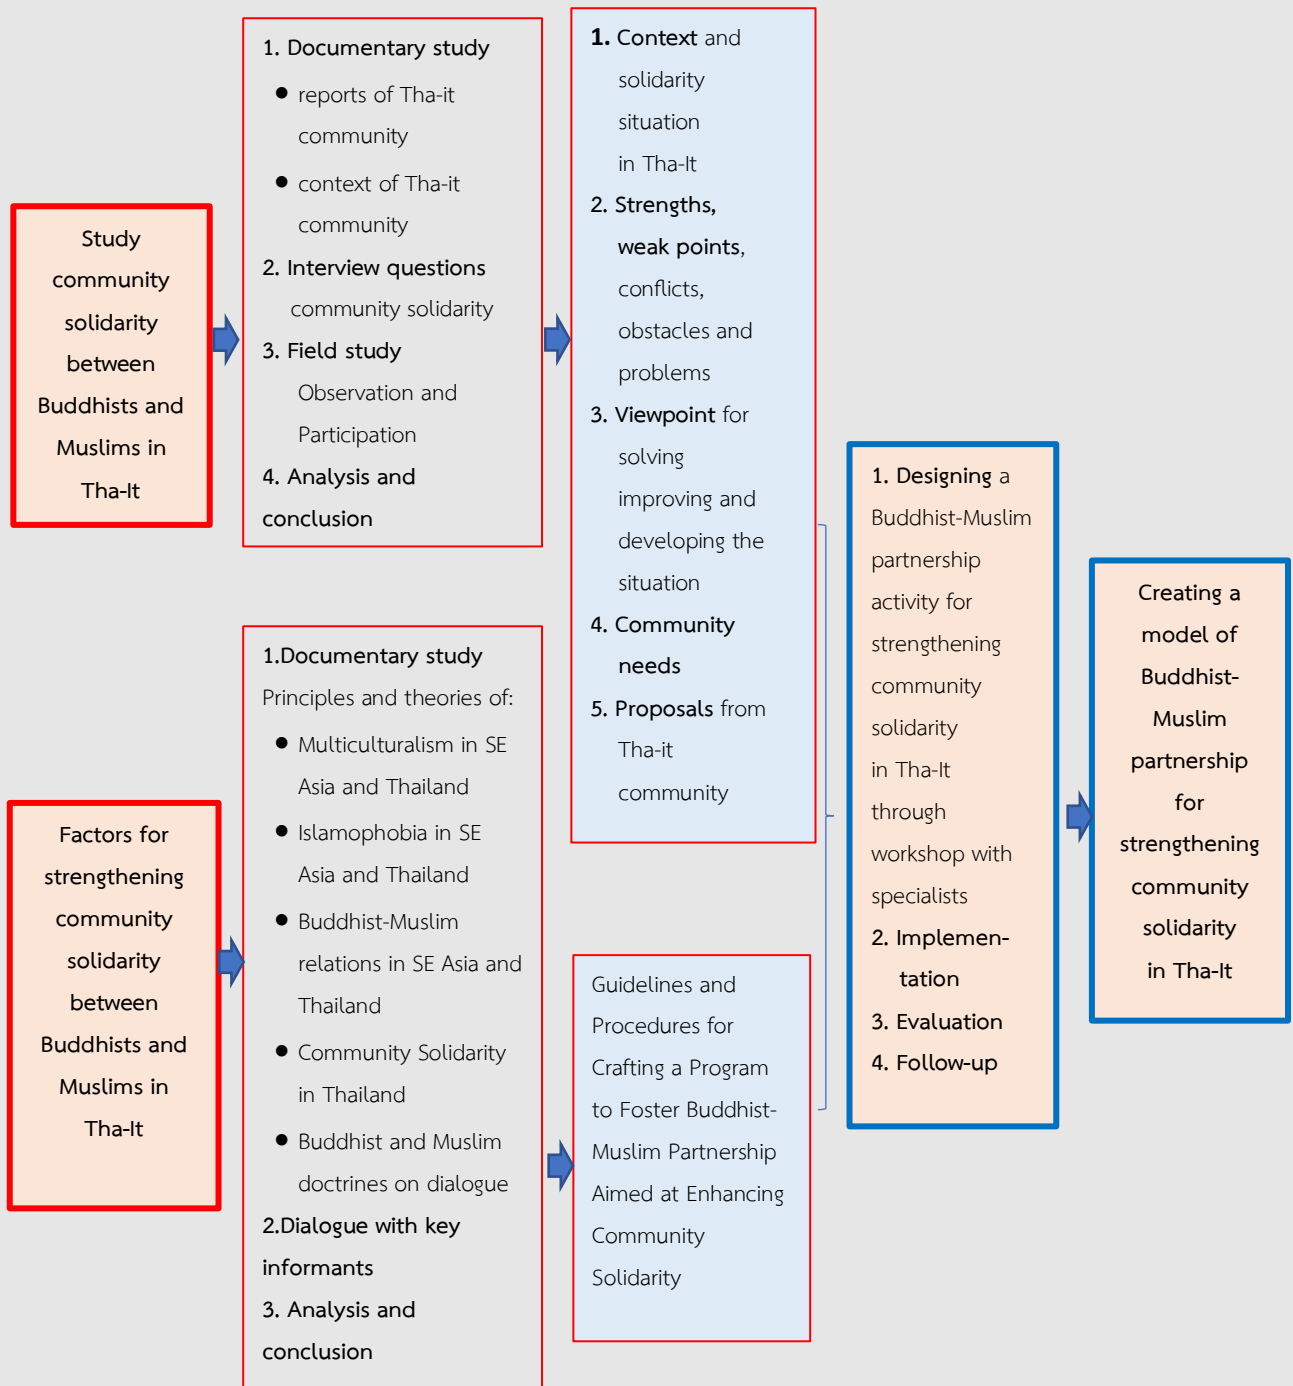 Study
community
solidarity
between
Buddhists and
Muslims in
Tha-It
1. Documentary study
● reports of Tha-it
community
● context of Tha-it
community
2. Interview questions
community solidarity
3. Field study
Observation and
Participation
4. Analysis and
conclusion
1. Context and
solidarity
situation
in Tha-It
2. Strengths,
weak points,
conflicts,
obstacles and
problems
3. Viewpoint for
solving
improving and
developing the
situation
4. Community
needs
5. Proposals from
Tha-it
community
Factors for
strengthening
community
solidarity
between
Buddhists and
Muslims in
Tha-It
1.Documentary study
Principles and theories of:
● Multiculturalism in SE
Asia and Thailand
● Islamophobia in SE
Asia and Thailand
● Buddhist-Muslim
relations in SE Asia and
Thailand
● Community Solidarity
in Thailand
● Buddhist and Muslim
doctrines on dialogue
2.Dialogue with key
informants
3. Analysis and
conclusion
Guidelines and
Procedures for
Crafting a Program
to Foster Buddhist-
Muslim Partnership
Aimed at Enhancing
Community
Solidarity
1. Designing a
Buddhist-Muslim
partnership
activity for
strengthening
community
solidarity
in Tha-It
through
workshop with
specialists
2. Implemen-
tation
3. Evaluation
4. Follow-up
Creating a
model of
Buddhist-
Muslim
partnership
for
strengthening
community
solidarity
in Tha-It